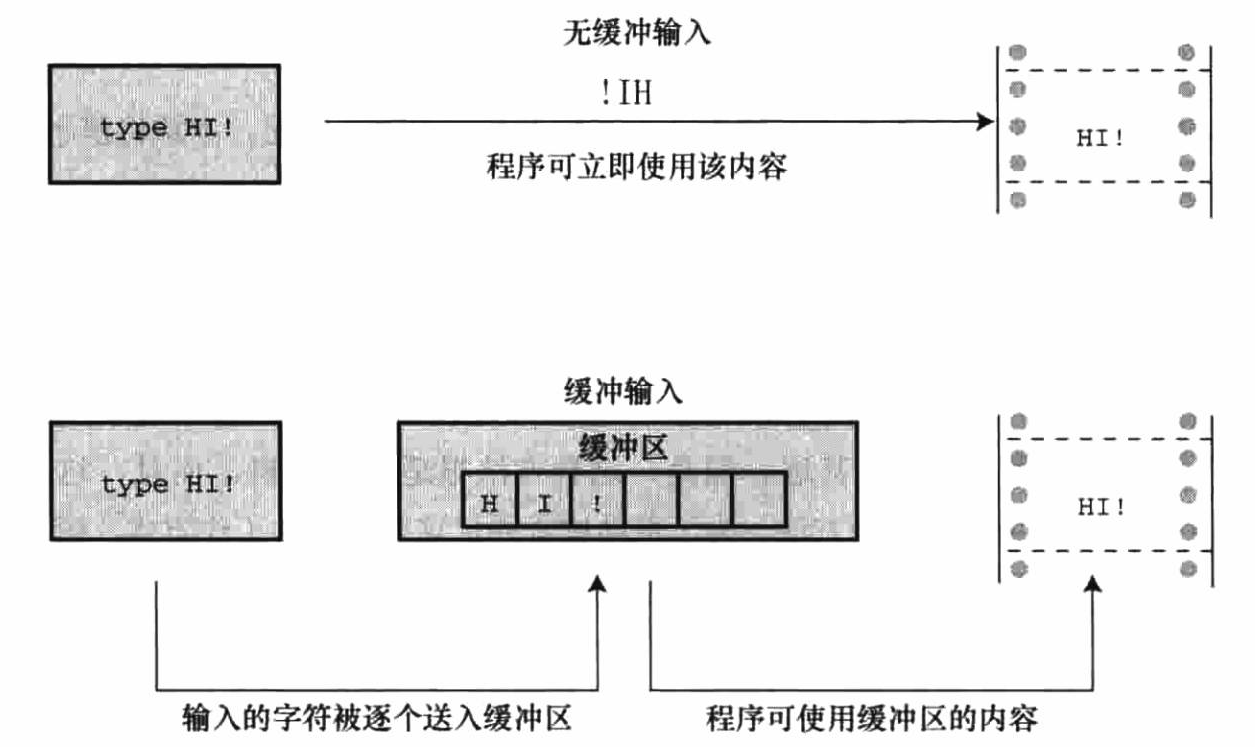 无缓冲输入
type HI!
!IH
HI!
程序可立即使用该内容
缓冲输入
type HI!
缓冲区
H I !
HI!
输入的字符被逐个送入缓冲区
程序可使用缓冲区的内容